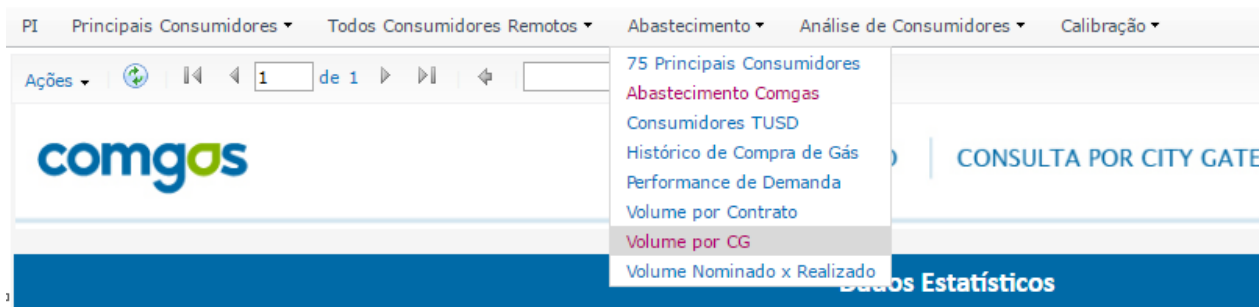 PI Principais Consumidores Todos Consumidores Remotos Abastecimento Análise de Consumidores Calibração
Ações 1 de 1
75 Principais Consumidores
Abastecimento Comgas
Consumidores TUSD
Histórico de Compra de Gás
Performance de Demanda
Volume por Contrato
Volume por CG
Volume Nominado x Realizado
comgas
CONSULTA POR CITY GATE
Dados Estatísticos